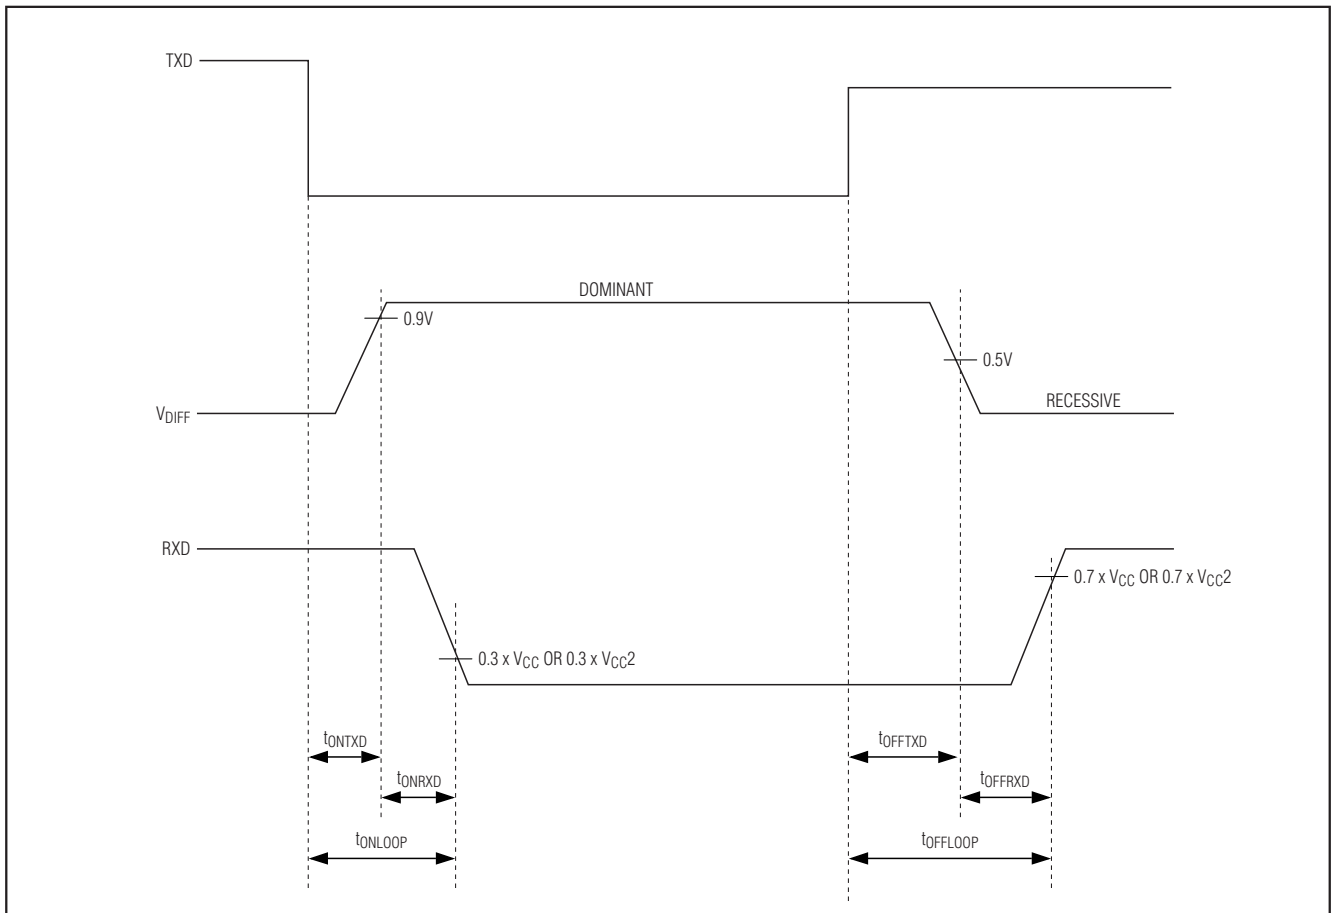 TXD
DOMINANT
0.9V
0.5V
VDIFF
RECESSIVE
RXD
0.7 x VCC OR 0.7 x VCC2
0.3 x VCC OR 0.3 x VCC2
tONTXD
tOFFTXD
tONRXD
tOFFRXD
tONLOOP
tOFFLOOP